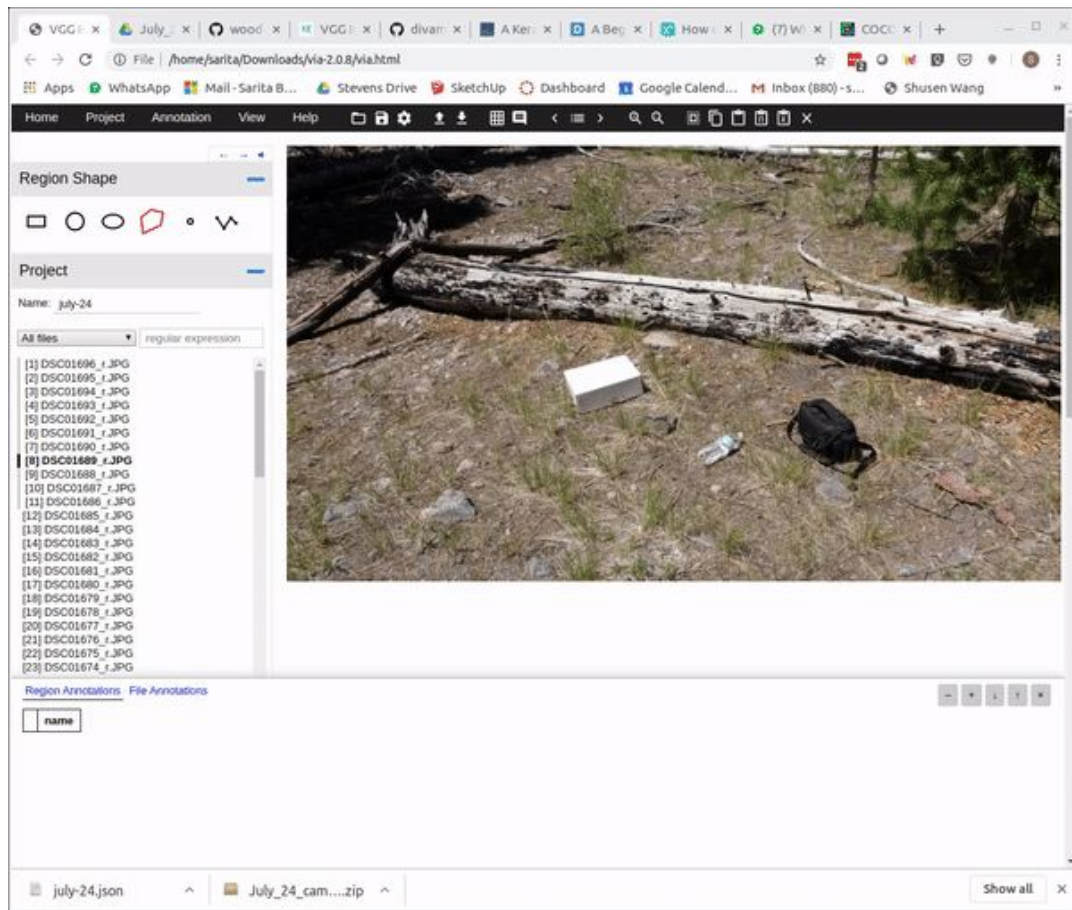 VGG I
July_
wood
VGG I
divam
A Kera
A Beg
How
(7) W
COCO
File | /home/sarita/Downloads/via-2.0.8/via.html
Apps WhatsApp Mail - Sarita B... Stevens Drive SketchUp Dashboard Google Calend... Inbox (880) - s... Shusen Wang
Home Project Annotation View Help
Region Shape
Project
Name: july-24
All files regular expression
[1] DSC01696_r.JPG
[2] DSC01695_r.JPG
[3] DSC01694_r.JPG
[4] DSC01693_r.JPG
[5] DSC01692_r.JPG
[6] DSC01691_r.JPG
[7] DSC01690_r.JPG
[8] DSC01689_r.JPG
[9] DSC01688_r.JPG
[10] DSC01687_r.JPG
[11] DSC01686_r.JPG
[12] DSC01685_r.JPG
[13] DSC01684_r.JPG
[14] DSC01683_r.JPG
[15] DSC01682_r.JPG
[16] DSC01681_r.JPG
[17] DSC01680_r.JPG
[18] DSC01679_r.JPG
[19] DSC01678_r.JPG
[20] DSC01677_r.JPG
[21] DSC01676_r.JPG
[22] DSC01675_r.JPG
[23] DSC01674_r.JPG
Region Annotations File Annotations
name
july-24.json July_24_cam....zip Show all